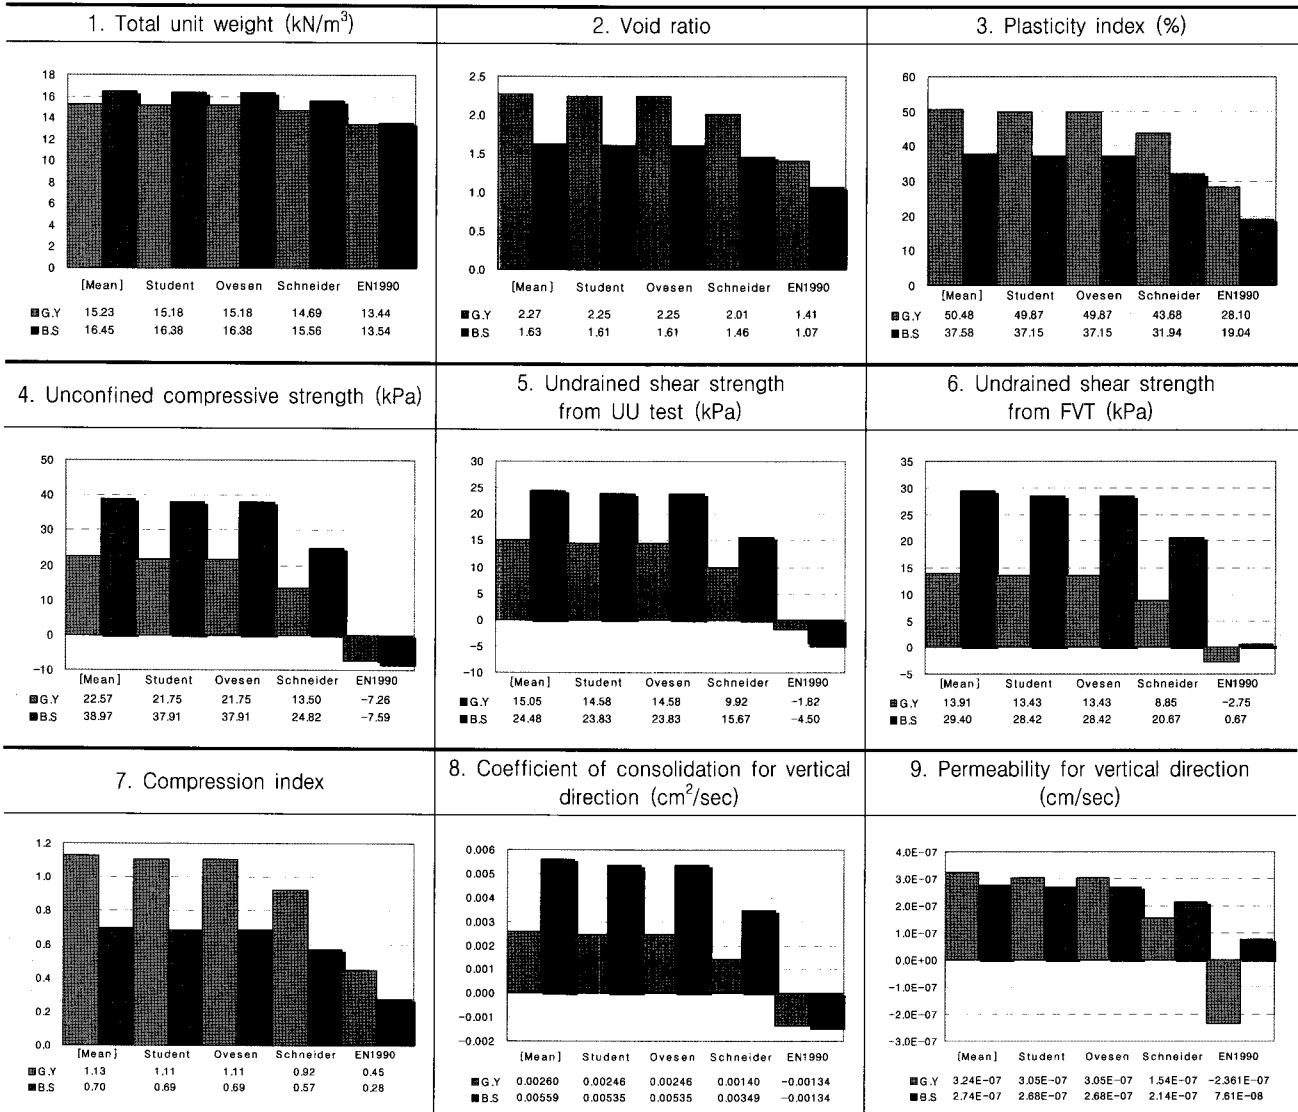 1. Total unit weight (kN/m³)
18
16
14
12
10
8
6
4
2
0
[Mean] Student Ovesen Schneider EN1990
G.Y 15.23 15.18 15.18 14.69 13.44
B.S 16.45 16.38 16.38 15.56 13.54
2. Void ratio
2.5
2.0
1.5
1.0
0.5
0.0
[Mean] Student Ovesen Schneider EN1990
G.Y 2.27 2.25 2.25 2.01 1.41
B.S 1.63 1.61 1.61 1.46 1.07
3. Plasticity index (%)
60
50
40
30
20
10
0
[Mean] Student Ovesen Schneider EN1990
G.Y 50.48 49.87 49.87 43.68 28.10
B.S 37.58 37.15 37.15 31.94 19.04
4. Unconfined compressive strength (kPa)
50
40
30
20
10
0
-10
[Mean] Student Ovesen Schneider EN1990
G.Y 22.57 21.75 21.75 13.50 -7.26
B.S 38.97 37.91 37.91 24.82 -7.59
5. Undrained shear strength
from UU test (kPa)
30
25
20
15
10
5
0
-5
-10
[Mean] Student Ovesen Schneider EN1990
G.Y 15.05 14.58 14.58 9.92 -1.82
B.S 24.48 23.83 23.83 15.67 -4.50
6. Undrained shear strength
from FVT (kPa)
35
30
25
20
15
10
5
0
-5
[Mean] Student Ovesen Schneider EN1990
G.Y 13.91 13.43 13.43 8.85 -2.75
B.S 29.40 28.42 28.42 20.67 0.67
7. Compression index
1.2
1.0
0.8
0.6
0.4
0.2
0.0
[Mean] Student Ovesen Schneider EN1990
G.Y 1.13 1.11 1.11 0.92 0.45
B.S 0.70 0.69 0.69 0.57 0.28
8. Coefficient of consolidation for vertical
direction (cm²/sec)
0.006
0.005
0.004
0.003
0.002
0.001
0.000
-0.001
-0.002
[Mean] Student Ovesen Schneider EN1990
G.Y 0.00260 0.00246 0.00246 0.00140 -0.00134
B.S 0.00559 0.00535 0.00535 0.00349 -0.00134
9. Permeability for vertical direction
(cm/sec)
4.0E-07
3.0E-07
2.0E-07
1.0E-07
0.0E+00
-1.0E-07
-2.0E-07
-3.0E-07
[Mean] Student Ovesen Schneider EN1990
G.Y 3.24E-07 3.05E-07 3.05E-07 1.54E-07 -2.361E-07
B.S 2.74E-07 2.68E-07 2.68E-07 2.14E-07 7.61E-08